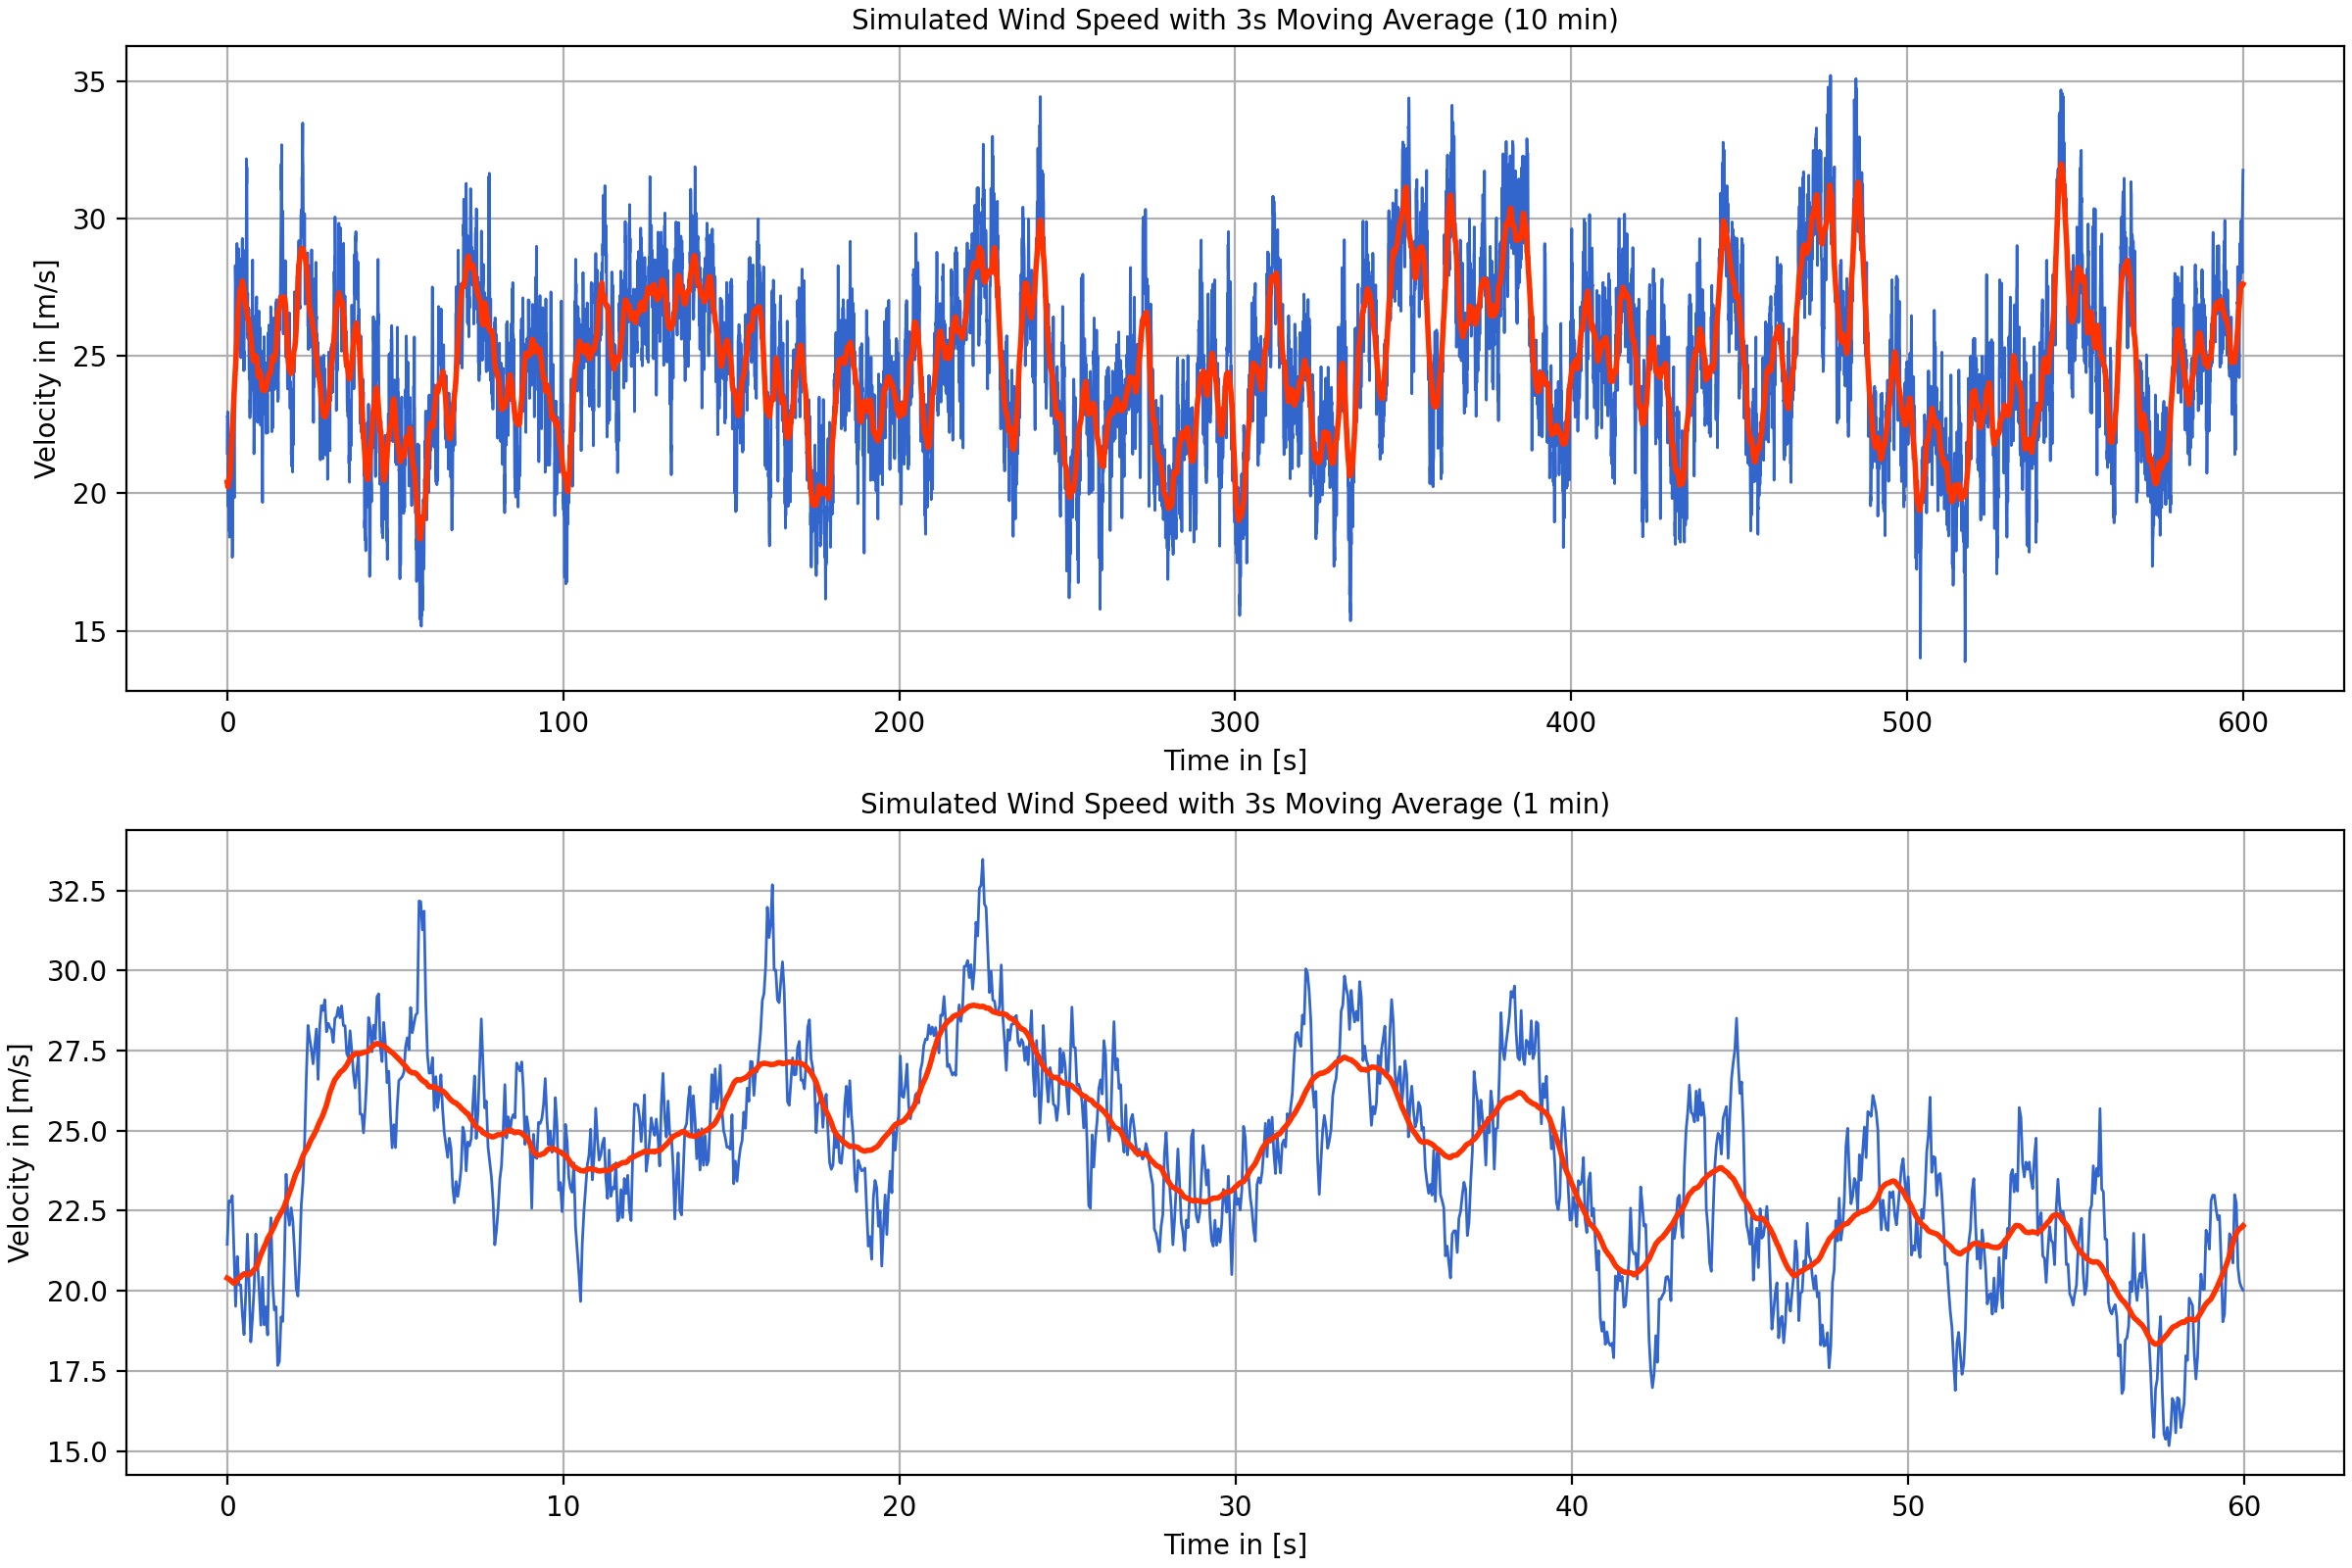 Simulated Wind Speed with 3s Moving Average (10 min)
Velocity in [m/s]
35
30
25
20
15
0 100 200 300 400 500 600
Time in [s]
Simulated Wind Speed with 3s Moving Average (1 min)
Velocity in [m/s]
32.5
30.0
27.5
25.0
22.5
20.0
17.5
15.0
0 10 20 30 40 50 60
Time in [s]